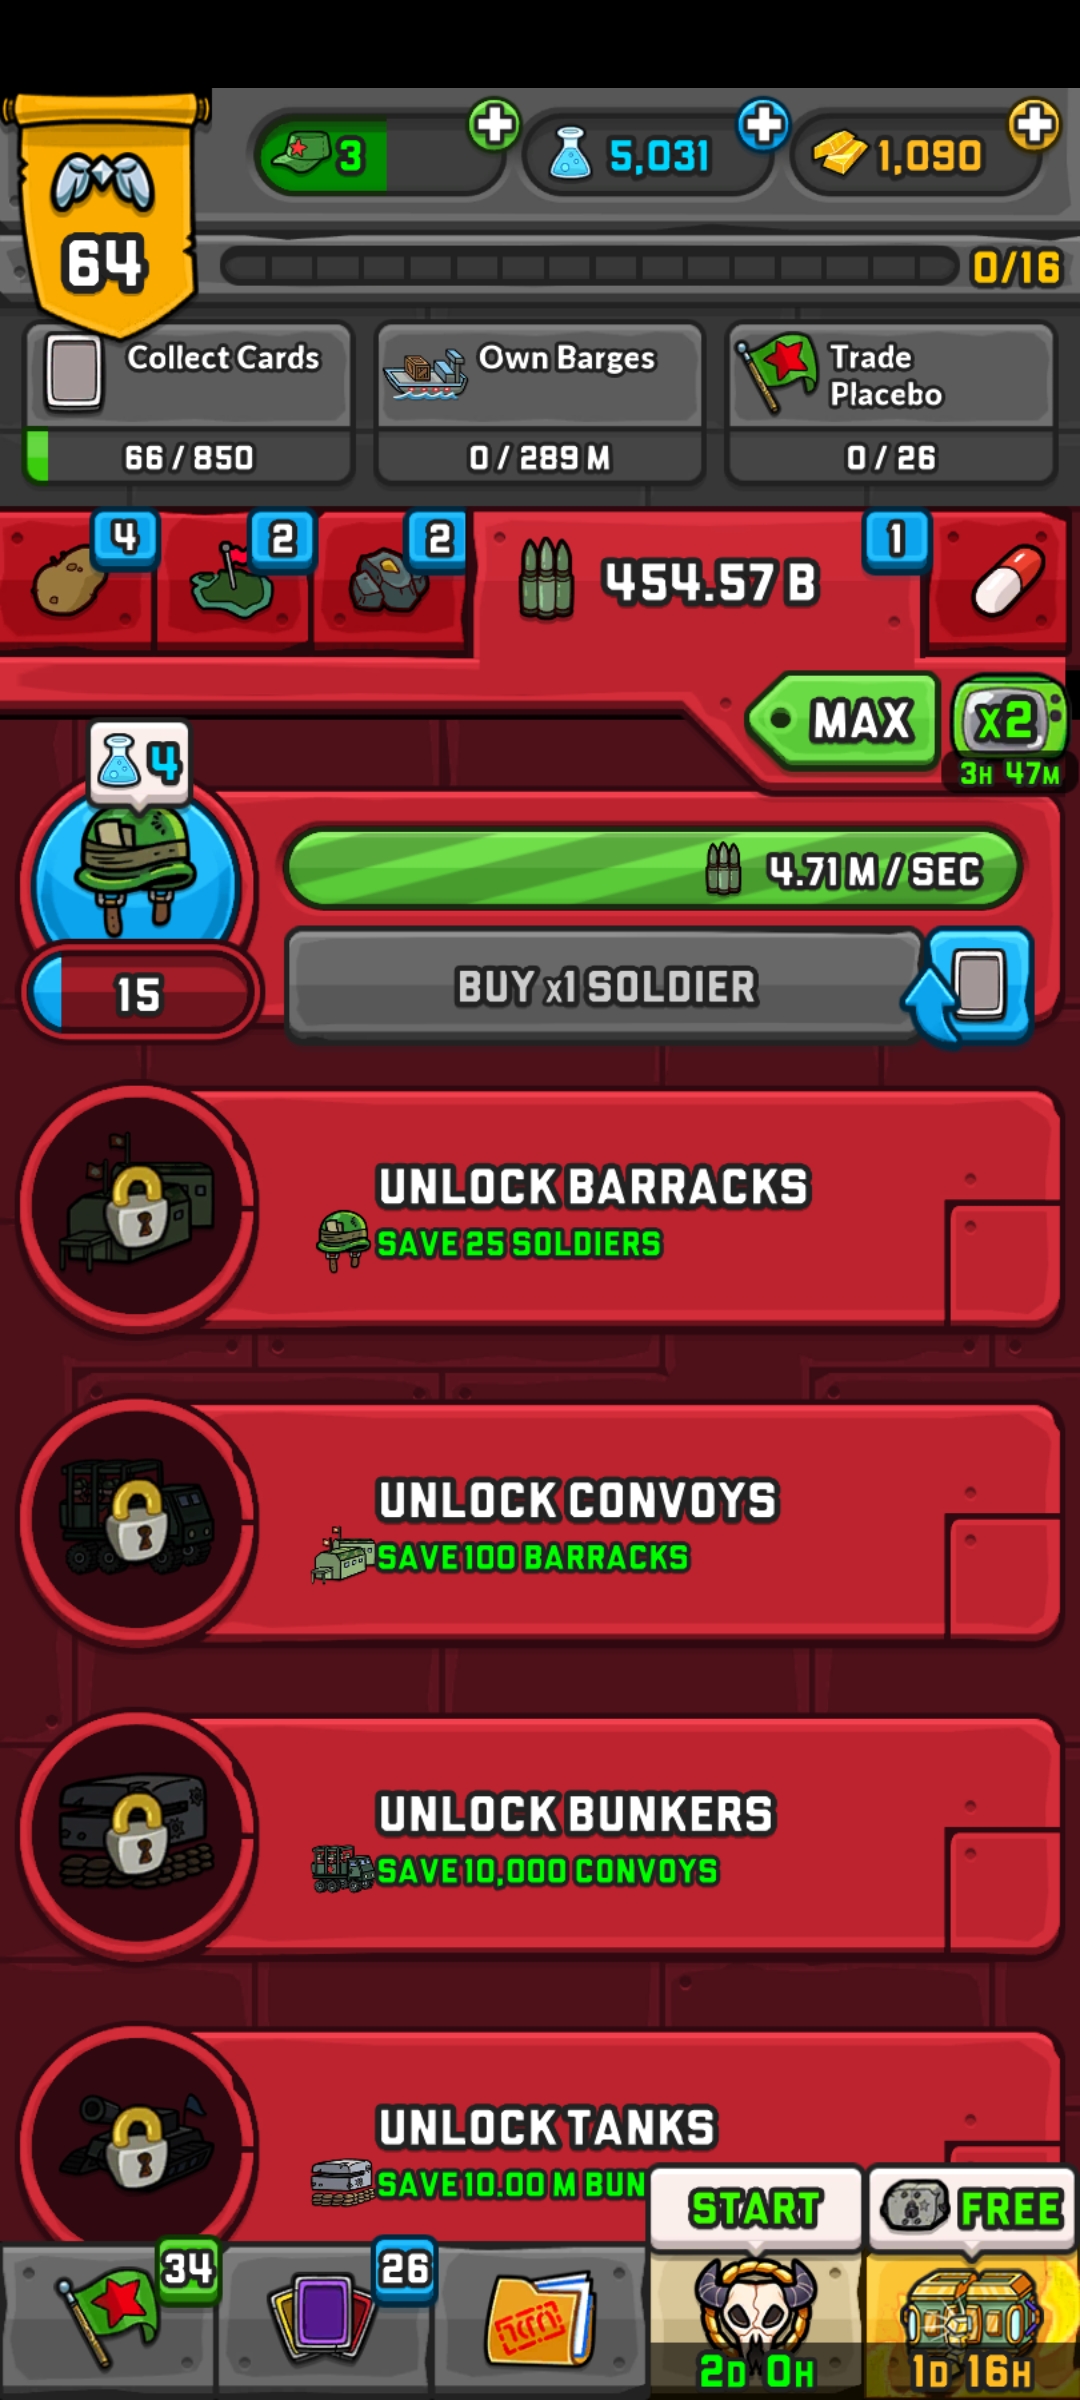 3
5,031
1,090
64
0/16
Collect Cards
66 / 850
Own Barges
0 / 289 M
Trade
Placebo
0 / 26
4
2
2
454.57 B
1
MAX
x2
3H 47M
4
4.71 M / SEC
15
BUY x1 SOLDIER
UNLOCK BARRACKS
SAVE 25 SOLDIERS
UNLOCK CONVOYS
SAVE 100 BARRACKS
UNLOCK BUNKERS
SAVE 10,000 CONVOYS
UNLOCK TANKS
SAVE 10.00 M BUN
START
FREE
34
26
2D 0H
1D 16H